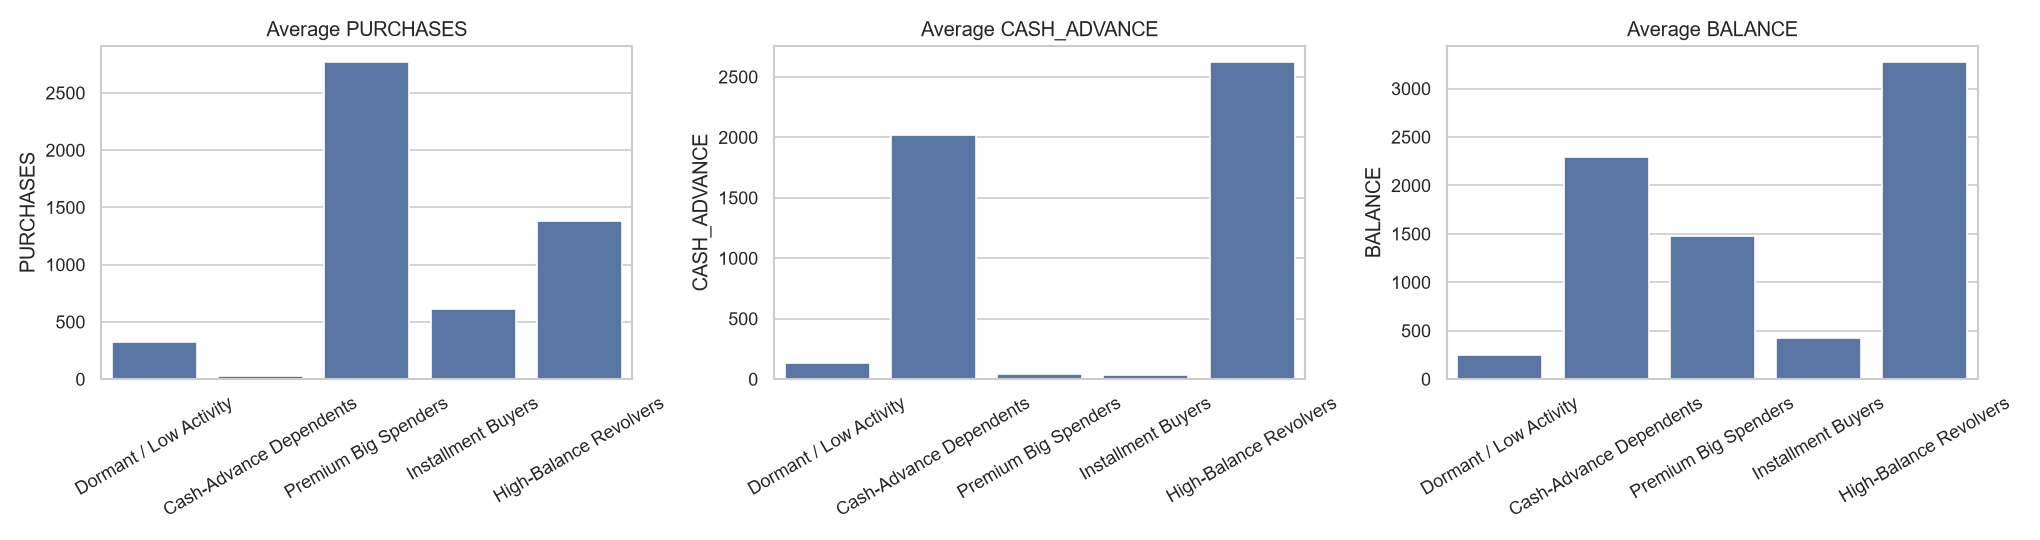 Average PURCHASES
PURCHASES
2500
2000
1500
1000
500
0
Dormant / Low Activity
Cash-Advance Dependents
Premium Big Spenders
Installment Buyers
High-Balance Revolvers
Average CASH_ADVANCE
CASH_ADVANCE
2500
2000
1500
1000
500
0
Dormant / Low Activity
Cash-Advance Dependents
Premium Big Spenders
Installment Buyers
High-Balance Revolvers
Average BALANCE
BALANCE
3000
2500
2000
1500
1000
500
0
Dormant / Low Activity
Cash-Advance Dependents
Premium Big Spenders
Installment Buyers
High-Balance Revolvers